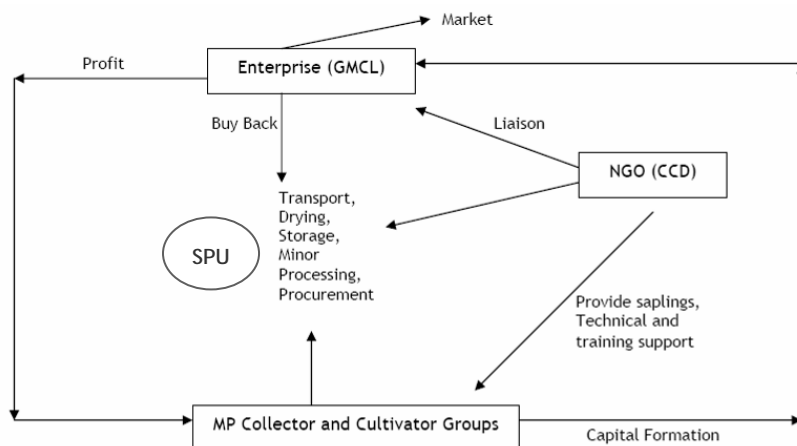 Market
Profit
Enterprise (GMCL)
Buy Back
Liaison
NGO (CCD)
Transport,
Drying,
Storage,
Minor
Processing,
Procurement
SPU
Provide saplings,
Technical and
training support
MP Collector and Cultivator Groups
Capital Formation